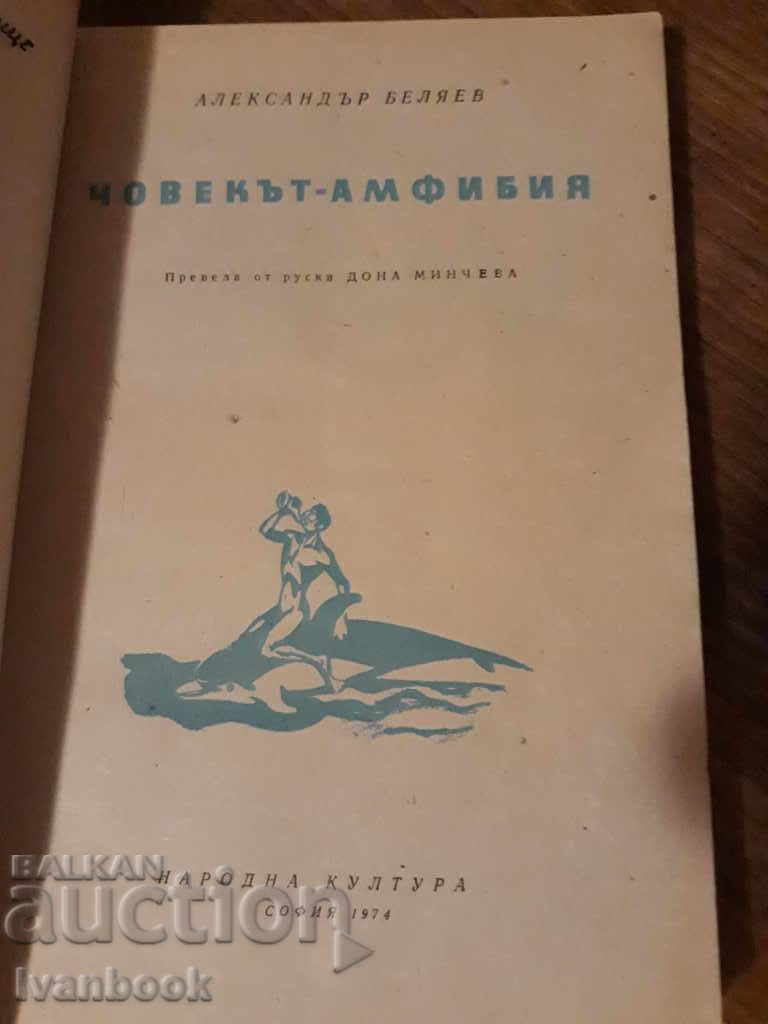 АЛЕКСАНДЪР БЕЛЯЕВ
ЧОВЕКЪТ-АМФИБИЯ
Превела от руски ДОНА МИНЧЕВА
НАРОДНА КУЛТУРА
СОФИЯ 1974
BALKAN
auction
Ivanbook